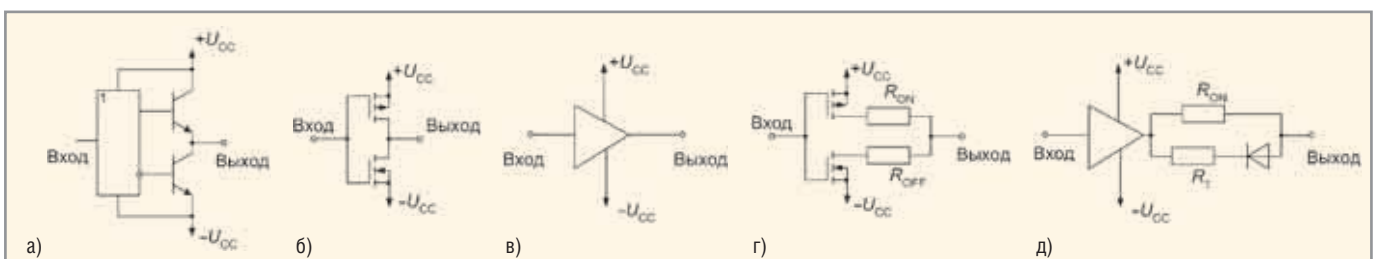 +U_CC
1
Вход
Выход
–U_CC
а)
+U_CC
Вход
Выход
–U_CC
б)
+U_CC
Вход
Выход
–U_CC
в)
+U_CC
R_ON
Вход
Выход
R_OFF
–U_CC
г)
+U_CC
R_ON
Вход
Выход
–U_CC
д)